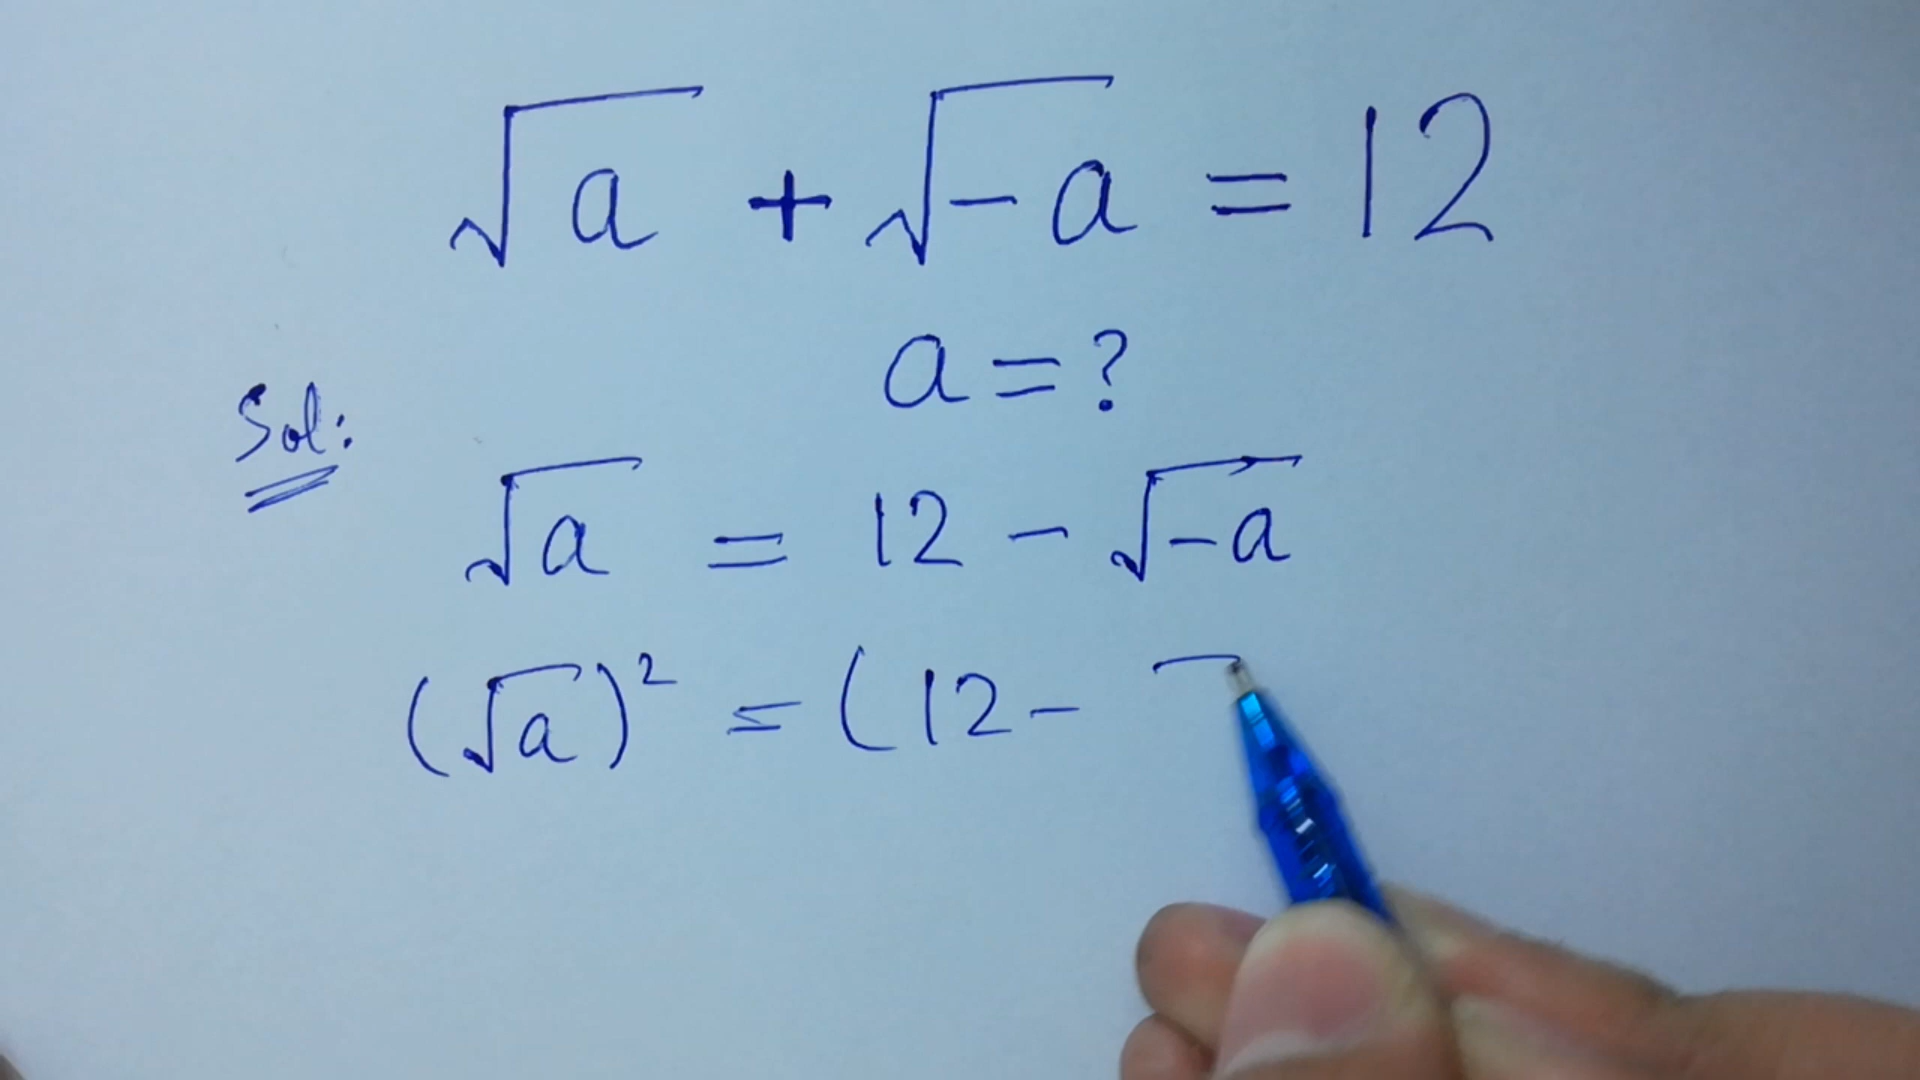 √a + √-a = 12
a = ?
Sol:
√a = 12 - √-a
(√a)² = (12 -